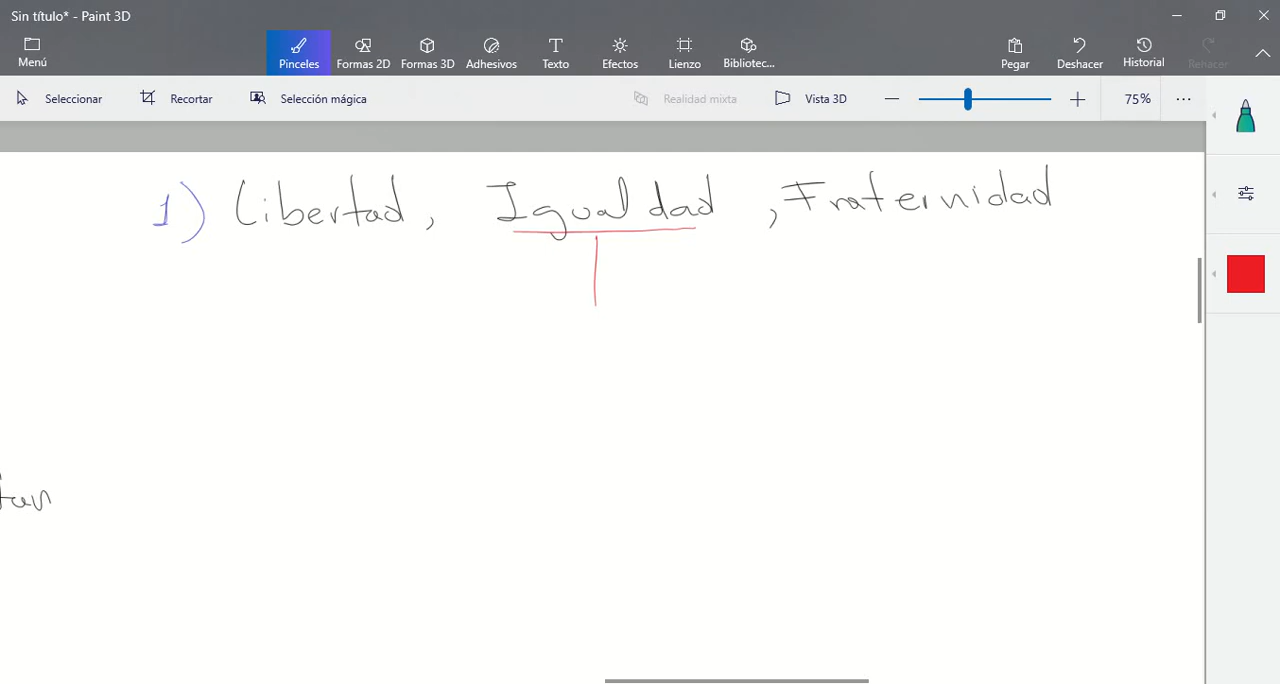 Sin título* - Paint 3D
Menú Pinceles Formas 2D Formas 3D Adhesivos Texto Efectos Lienzo Bibliotec... Pegar Deshacer Historial Rehacer
Seleccionar Recortar Selección mágica Realidad mixta Vista 3D 75%
1) Libertad, Igualdad , Fraternidad